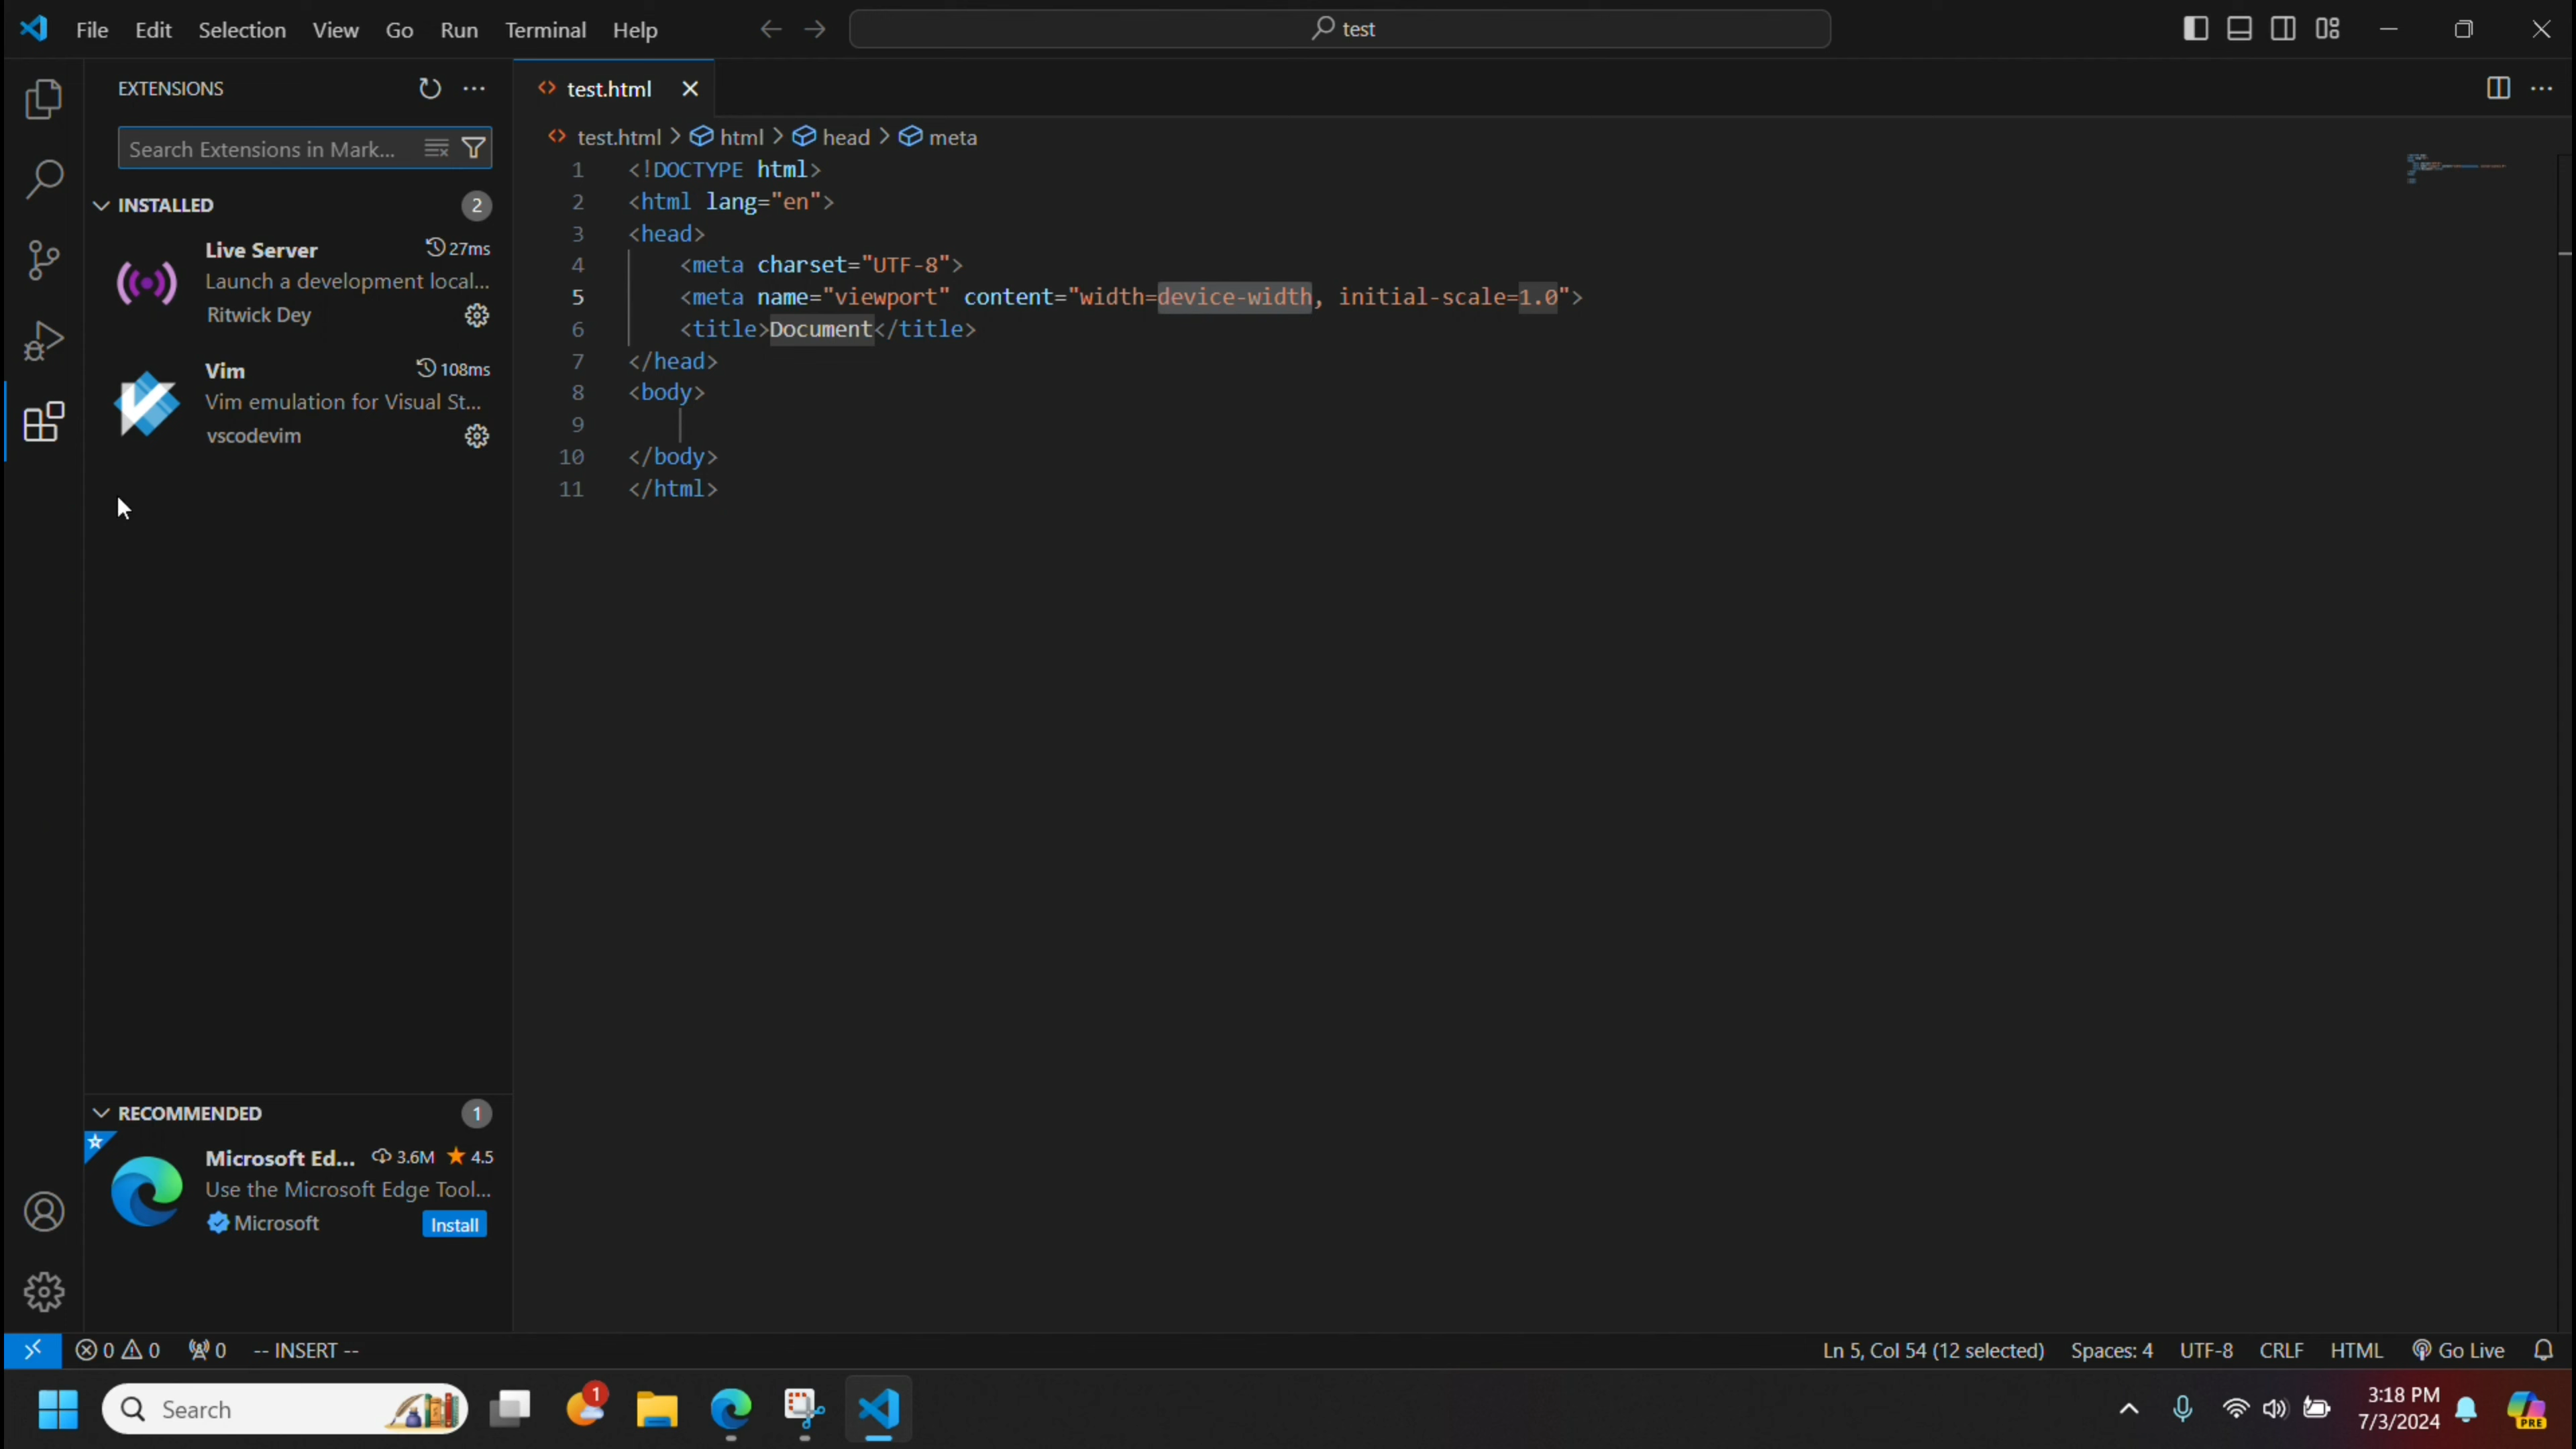 File Edit Selection View Go Run Terminal Help
test
EXTENSIONS
Search Extensions in Mark...
INSTALLED 2
Live Server 27ms
Launch a development local...
Ritwick Dey
Vim 108ms
Vim emulation for Visual St...
vscodevim
RECOMMENDED 1
Microsoft Ed... 3.6M 4.5
Use the Microsoft Edge Tool...
Microsoft Install
test.html
test.html > html > head > meta
1 <!DOCTYPE html>
2 <html lang="en">
3 <head>
4 <meta charset="UTF-8">
5 <meta name="viewport" content="width=device-width, initial-scale=1.0">
6 <title>Document</title>
7 </head>
8 <body>
9
10 </body>
11 </html>
0 0 0 -- INSERT --
Ln 5, Col 54 (12 selected) Spaces: 4 UTF-8 CRLF HTML Go Live
Search
1
3:18 PM
7/3/2024
PRE